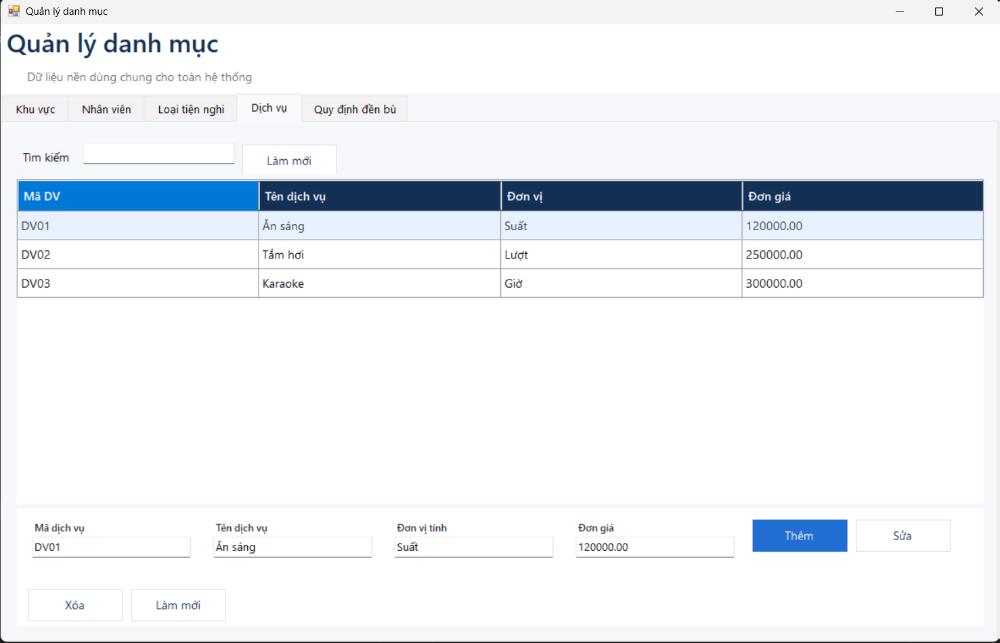 Quản lý danh mục
Quản lý danh mục
Dữ liệu nền dùng chung cho toàn hệ thống
Khu vực Nhân viên Loại tiện nghi Dịch vụ Quy định đền bù
Tìm kiếm Làm mới
Mã DV Tên dịch vụ Đơn vị Đơn giá
DV01 Ăn sáng Suất 120000.00
DV02 Tắm hơi Lượt 250000.00
DV03 Karaoke Giờ 300000.00
Mã dịch vụ Tên dịch vụ Đơn vị tính Đơn giá
DV01 Ăn sáng Suất 120000.00
Thêm Sửa
Xóa Làm mới